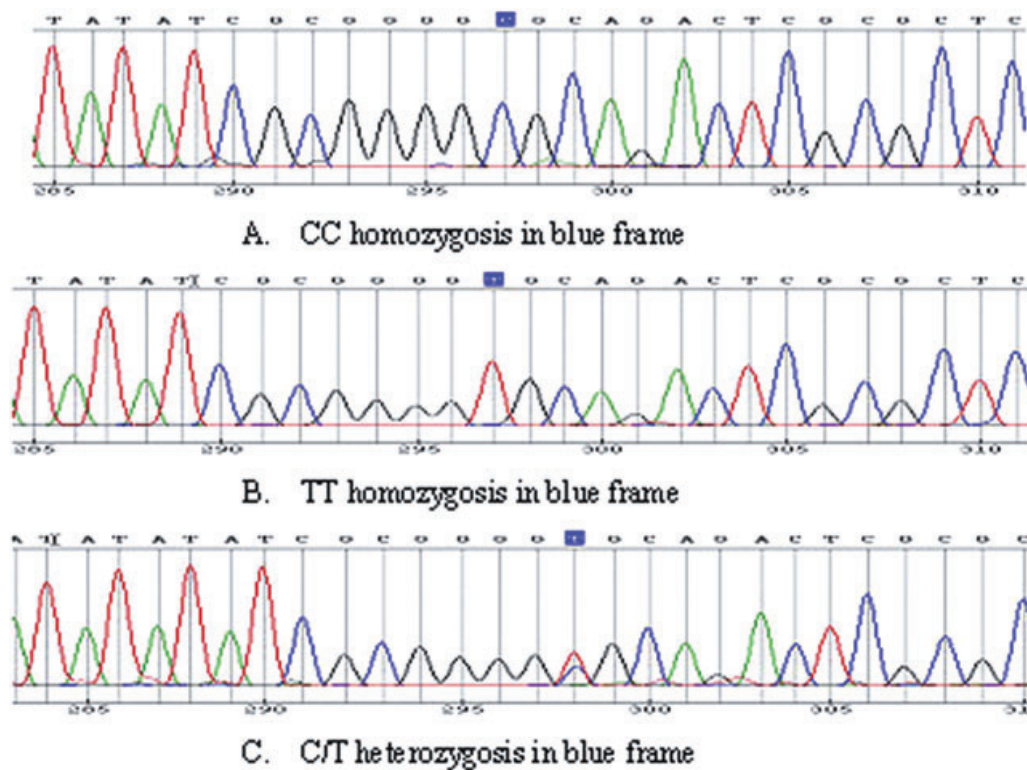 T A T A T C G C G G G G C G C A G A C T C G C G C T C
285 290 295 300 305 310
A. CC homozygosis in blue frame
T A T A T C G C G G G G T G C A G A C T C G C G C T C
285 290 295 300 305 310
B. TT homozygosis in blue frame
A T A T A T A T C G C G G G G T G C A G A C T C G C G C
285 290 295 300 305
C. C/T heterozygosis in blue frame